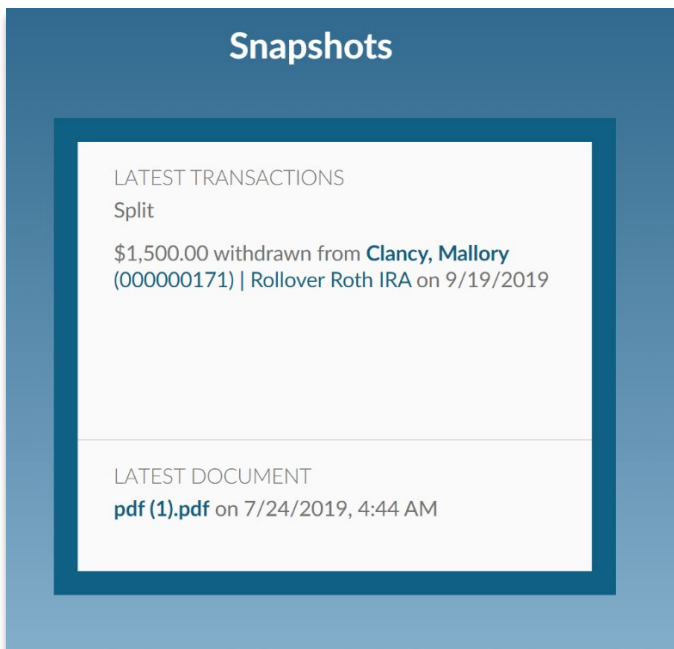 Snapshots
LATEST TRANSACTIONS
Split
$1,500.00 withdrawn from Clancy, Mallory
(000000171) | Rollover Roth IRA on 9/19/2019
LATEST DOCUMENT
pdf (1).pdf on 7/24/2019, 4:44 AM